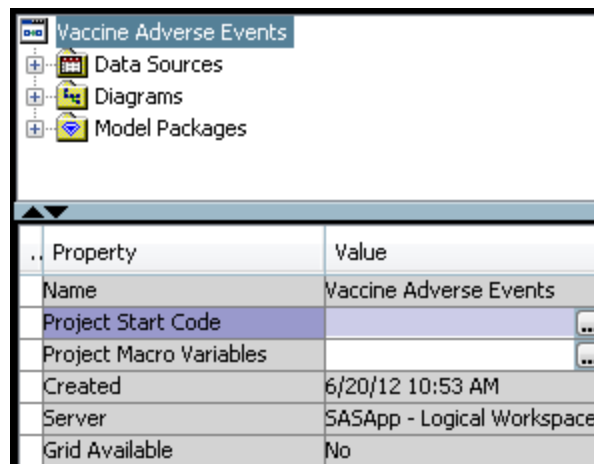 Vaccine Adverse Events
Data Sources
Diagrams
Model Packages
.. Property Value
Name Vaccine Adverse Events
Project Start Code ...
Project Macro Variables ...
Created 6/20/12 10:53 AM
Server SASApp - Logical Workspace
Grid Available No